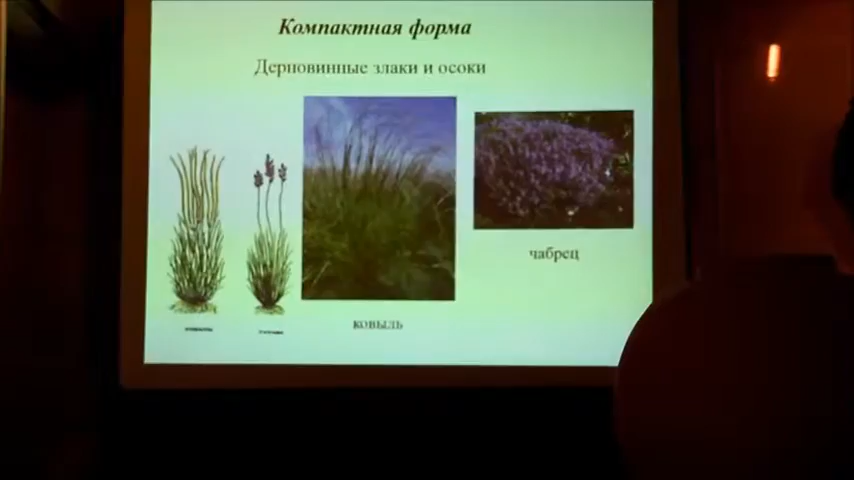 Компактная форма
Дерновинные злаки и осоки
чабрец
ковыль